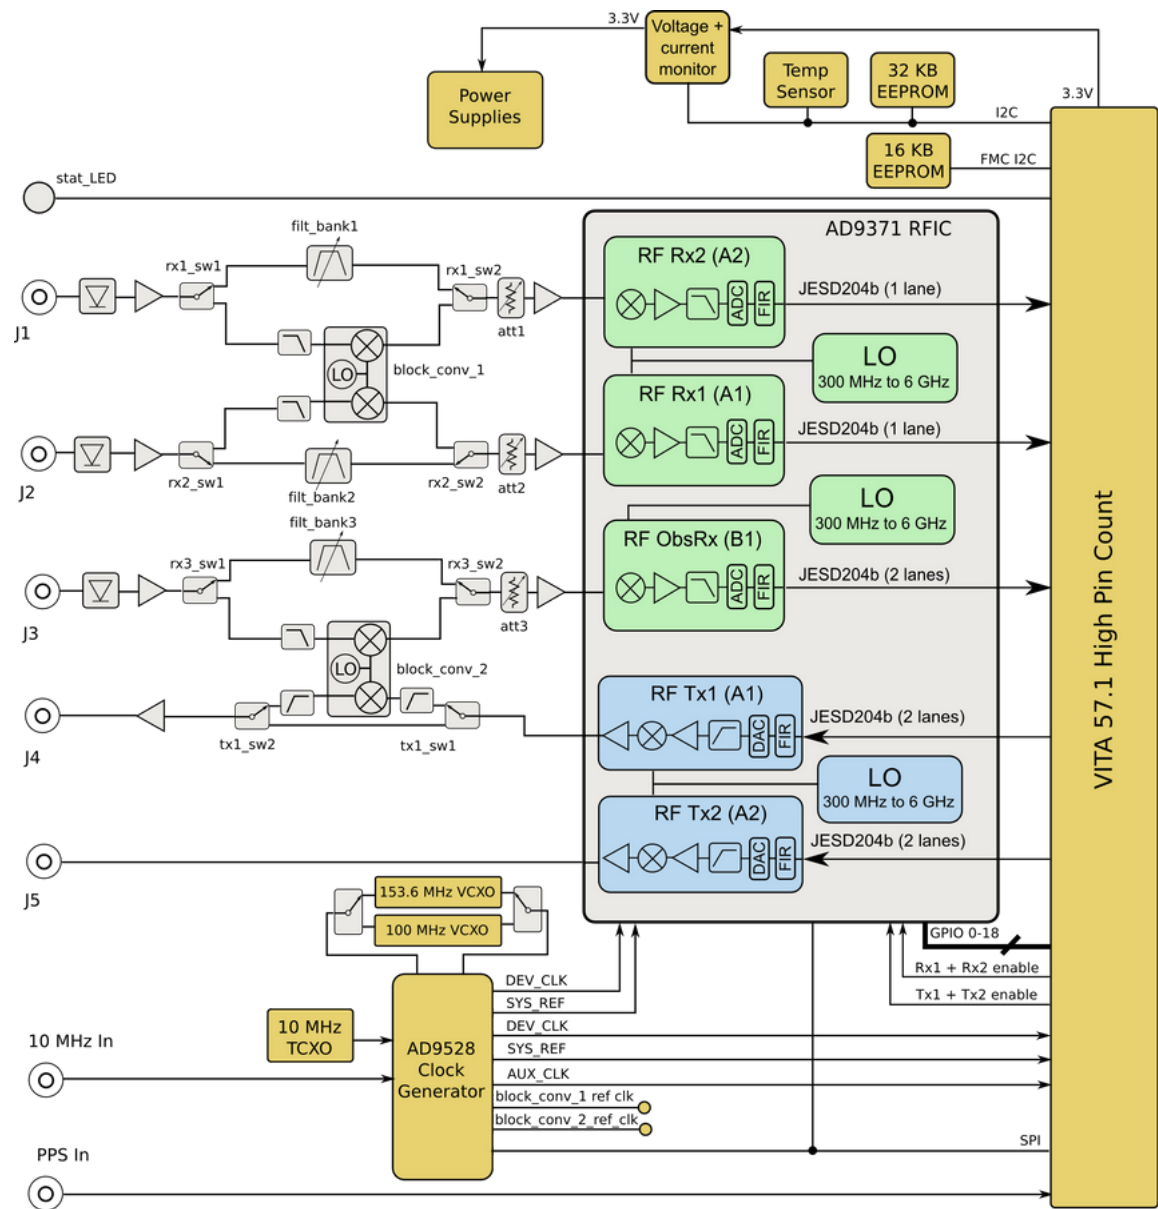 3.3V
Voltage +
current
monitor
Temp
Sensor
32 KB
EEPROM
Power
Supplies
3.3V
I2C
16 KB
EEPROM
FMC I2C
stat_LED
AD9371 RFIC
filt_bank1
rx1_sw1
rx1_sw2
J1
att1
RF Rx2 (A2)
ADC
FIR
JESD204b (1 lane)
LO
block_conv_1
LO
300 MHz to 6 GHz
RF Rx1 (A1)
ADC
FIR
JESD204b (1 lane)
J2
rx2_sw1
filt_bank2
rx2_sw2
att2
LO
300 MHz to 6 GHz
filt_bank3
rx3_sw1
rx3_sw2
J3
att3
RF ObsRx (B1)
ADC
FIR
JESD204b (2 lanes)
VITA 57.1 High Pin Count
LO
block_conv_2
J4
tx1_sw2
tx1_sw1
RF Tx1 (A1)
DAC
FIR
JESD204b (2 lanes)
LO
300 MHz to 6 GHz
RF Tx2 (A2)
DAC
FIR
JESD204b (2 lanes)
J5
153.6 MHz VCXO
100 MHz VCXO
GPIO 0-18
Rx1 + Rx2 enable
Tx1 + Tx2 enable
DEV_CLK
SYS_REF
10 MHz
TCXO
10 MHz In
AD9528
Clock
Generator
DEV_CLK
SYS_REF
AUX_CLK
block_conv_1 ref clk
block_conv_2_ref_clk
SPI
PPS In